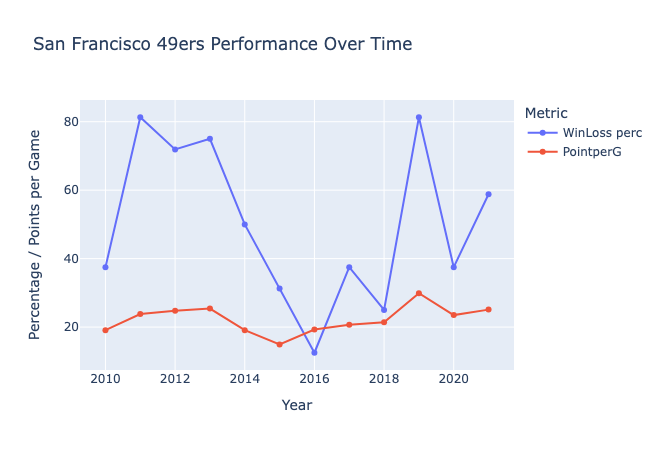 San Francisco 49ers Performance Over Time
Metric
WinLoss perc
PointperG
Percentage / Points per Game
80
60
40
20
2010 2012 2014 2016 2018 2020
Year